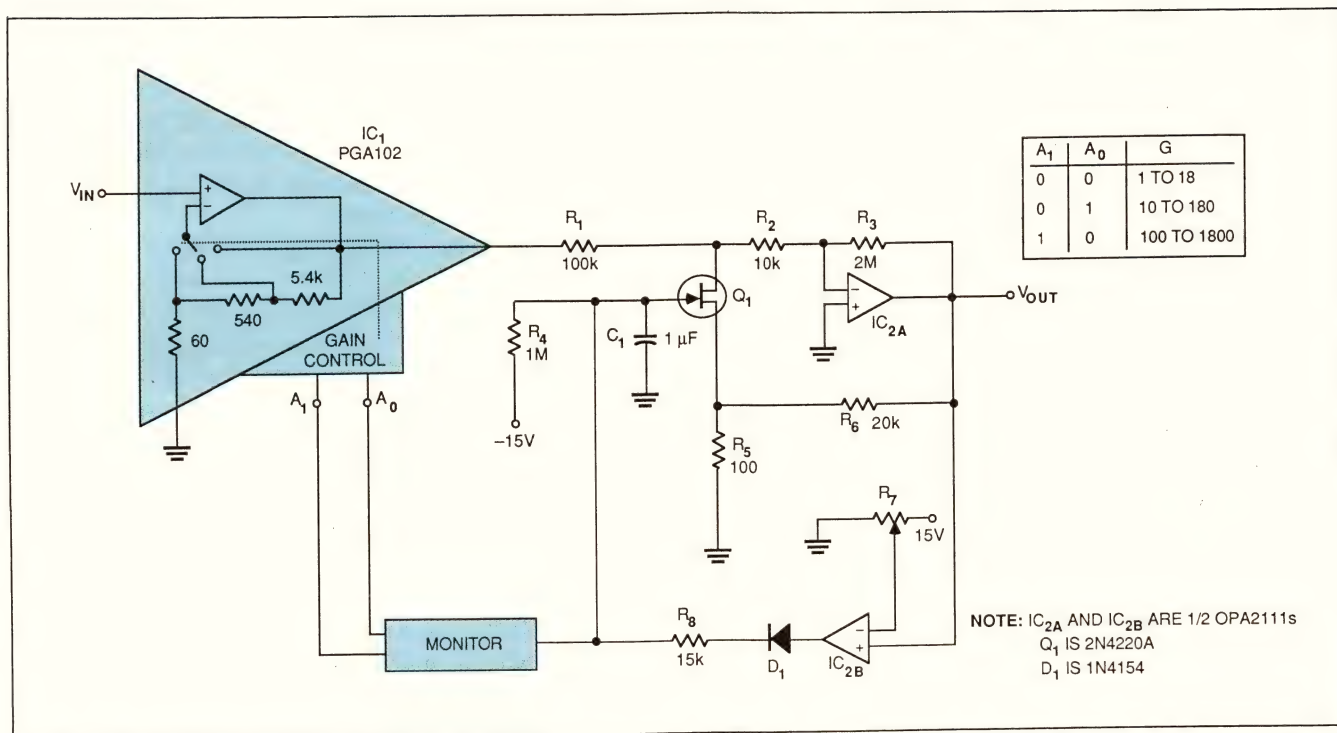 IC1
PGA102
VIN
+
−
5.4k
540
60
GAIN
CONTROL
A1
A0
R1
100k
R2
10k
R3
2M
Q1
−
+
IC2A
VOUT
R4
1M
−15V
C1
1 µF
R5
100
R6
20k
R7
15V
R8
15k
D1
−
+
IC2B
MONITOR
A1 A0 G
0 0 1 TO 18
0 1 10 TO 180
1 0 100 TO 1800
NOTE: IC2A AND IC2B ARE 1/2 OPA2111s
Q1 IS 2N4220A
D1 IS 1N4154